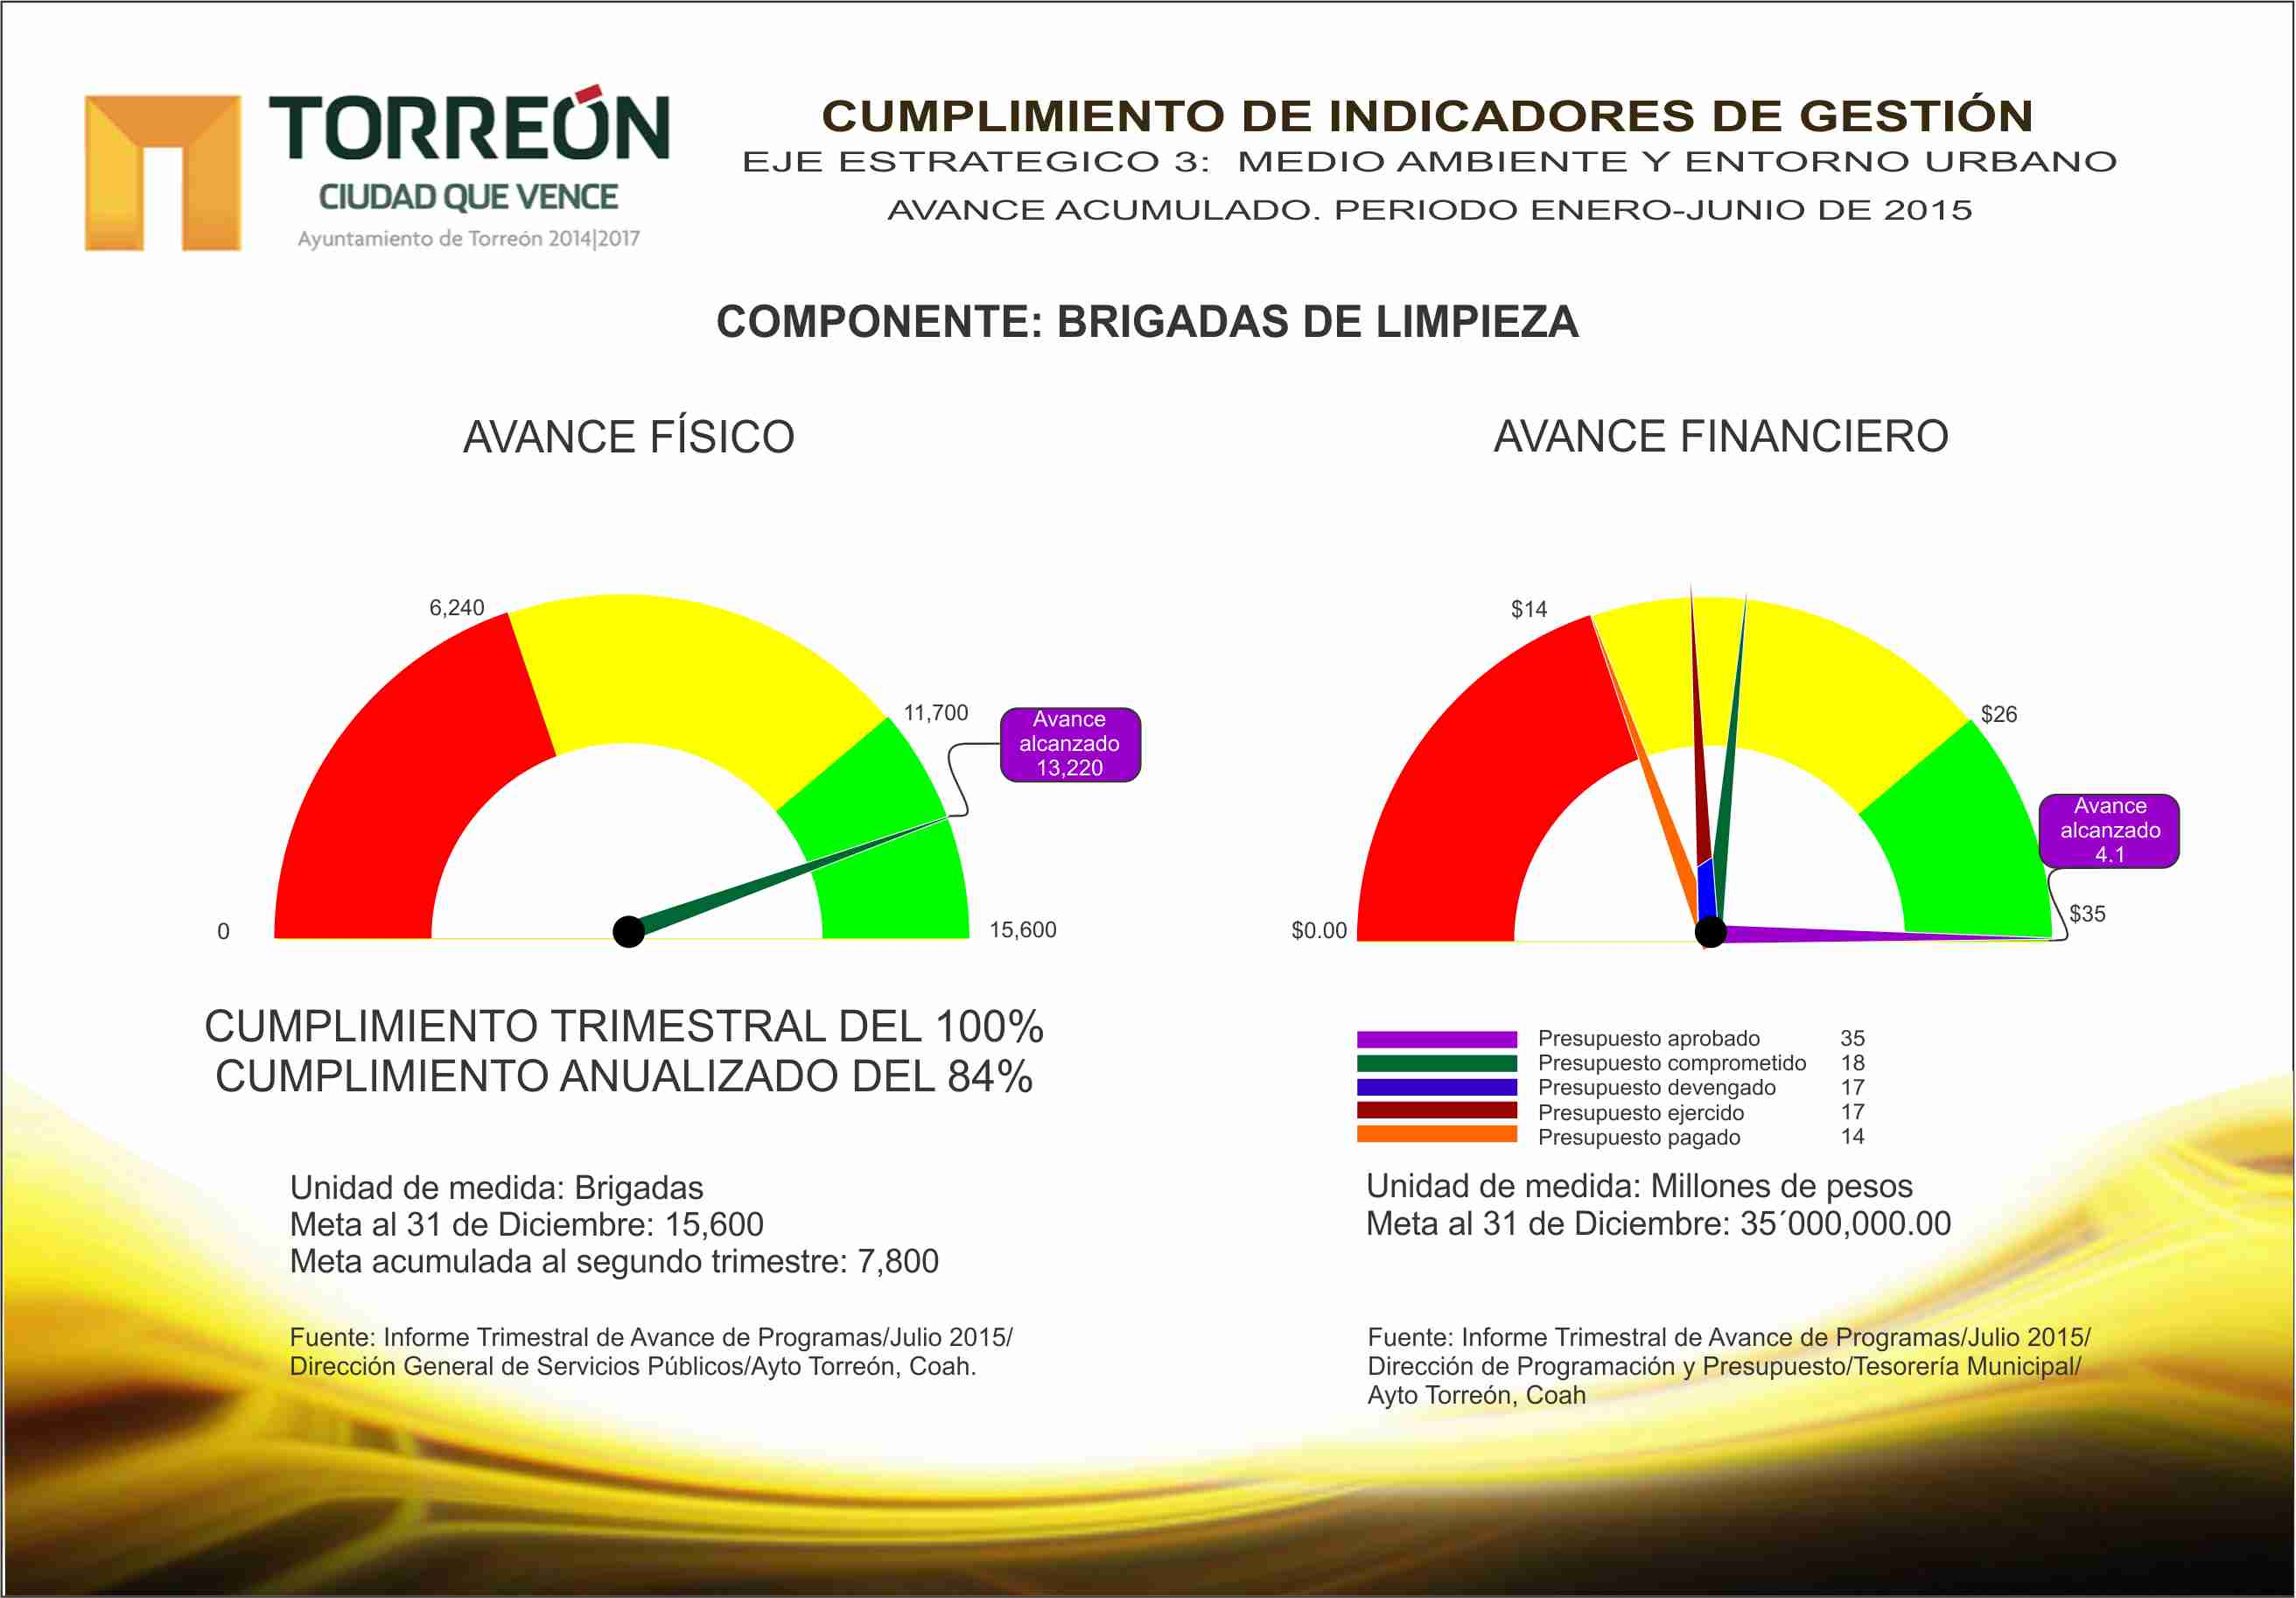 TORREÓN
CIUDAD QUE VENCE
Ayuntamiento de Torreón 2014|2017
CUMPLIMIENTO DE INDICADORES DE GESTIÓN
EJE ESTRATEGICO 3: MEDIO AMBIENTE Y ENTORNO URBANO
AVANCE ACUMULADO. PERIODO ENERO-JUNIO DE 2015
COMPONENTE: BRIGADAS DE LIMPIEZA
AVANCE FÍSICO
6,240
11,700
Avance
alcanzado
13,220
0
15,600
CUMPLIMIENTO TRIMESTRAL DEL 100%
CUMPLIMIENTO ANUALIZADO DEL 84%
Unidad de medida: Brigadas
Meta al 31 de Diciembre: 15,600
Meta acumulada al segundo trimestre: 7,800
Fuente: Informe Trimestral de Avance de Programas/Julio 2015/
Dirección General de Servicios Públicos/Ayto Torreón, Coah.
AVANCE FINANCIERO
$14
$26
Avance
alcanzado
4.1
$0.00
$35
Presupuesto aprobado 35
Presupuesto comprometido 18
Presupuesto devengado 17
Presupuesto ejercido 17
Presupuesto pagado 14
Unidad de medida: Millones de pesos
Meta al 31 de Diciembre: 35´000,000.00
Fuente: Informe Trimestral de Avance de Programas/Julio 2015/
Dirección de Programación y Presupuesto/Tesorería Municipal/
Ayto Torreón, Coah